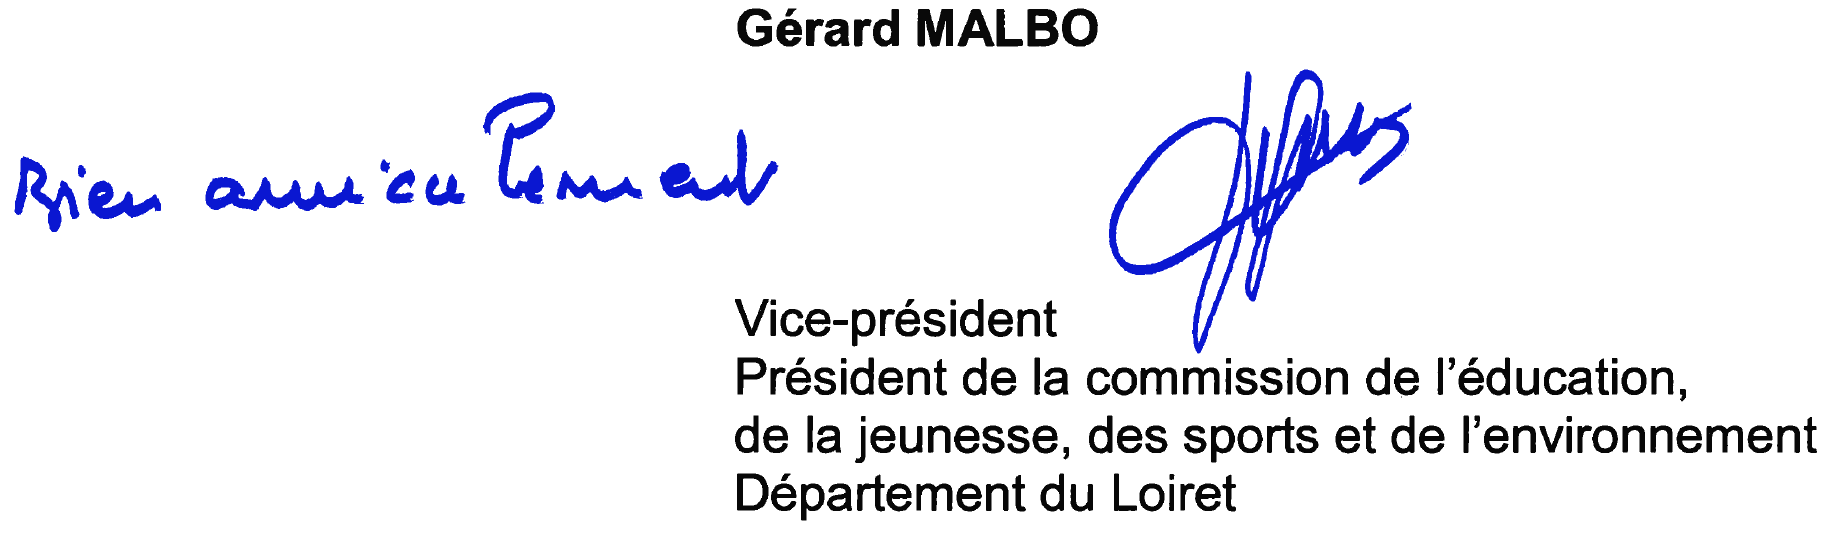 Gérard MALBO
Bien amicalement
Vice-président
Président de la commission de l'éducation,
de la jeunesse, des sports et de l'environnement
Département du Loiret